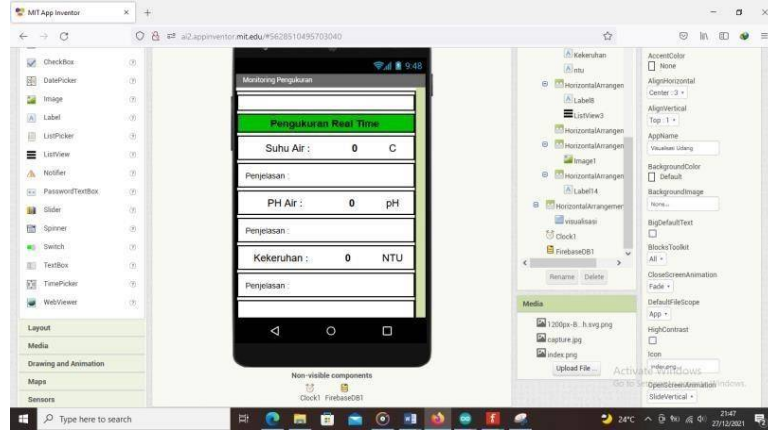 MIT App Inventor
ai2.appinventor.mit.edu/#5628510495703040
CheckBox
DatePicker
Image
Label
ListPicker
ListView
Notifier
PasswordTextBox
Slider
Spinner
Switch
TextBox
TimePicker
WebViewer
Layout
Media
Drawing and Animation
Maps
Sensors
9:48
Monitoring Pengukuran
Pengukuran Real Time
Suhu Air : 0 C
Penjelasan :
PH Air : 0 pH
Penjelasan :
Kekeruhan : 0 NTU
Penjelasan :
Non-visible components
Clock1 FirebaseDB1
Kekeruhan
ntu
HorizontalArrangen
Label8
ListView3
HorizontalArrangen
HorizontalArrangen
Image1
HorizontalArrangen
Label14
HorizontalArrangemer
visualisasi
Clock1
FirebaseDB1
Rename Delete
Media
1200px-B...h.svg.png
capture.jpg
index.png
Upload File ...
AccentColor
None
AlignHorizontal
Center : 3
AlignVertical
Top : 1
AppName
Visualisasi Udang
BackgroundColor
Default
BackgroundImage
None...
BigDefaultText
BlocksToolkit
All
CloseScreenAnimation
Fade
DefaultFileScope
App
HighContrast
Icon
index.png...
OpenScreenAnimation
SlideVertical
Activate Windows
Type here to search
24°C
21:47
27/12/2021